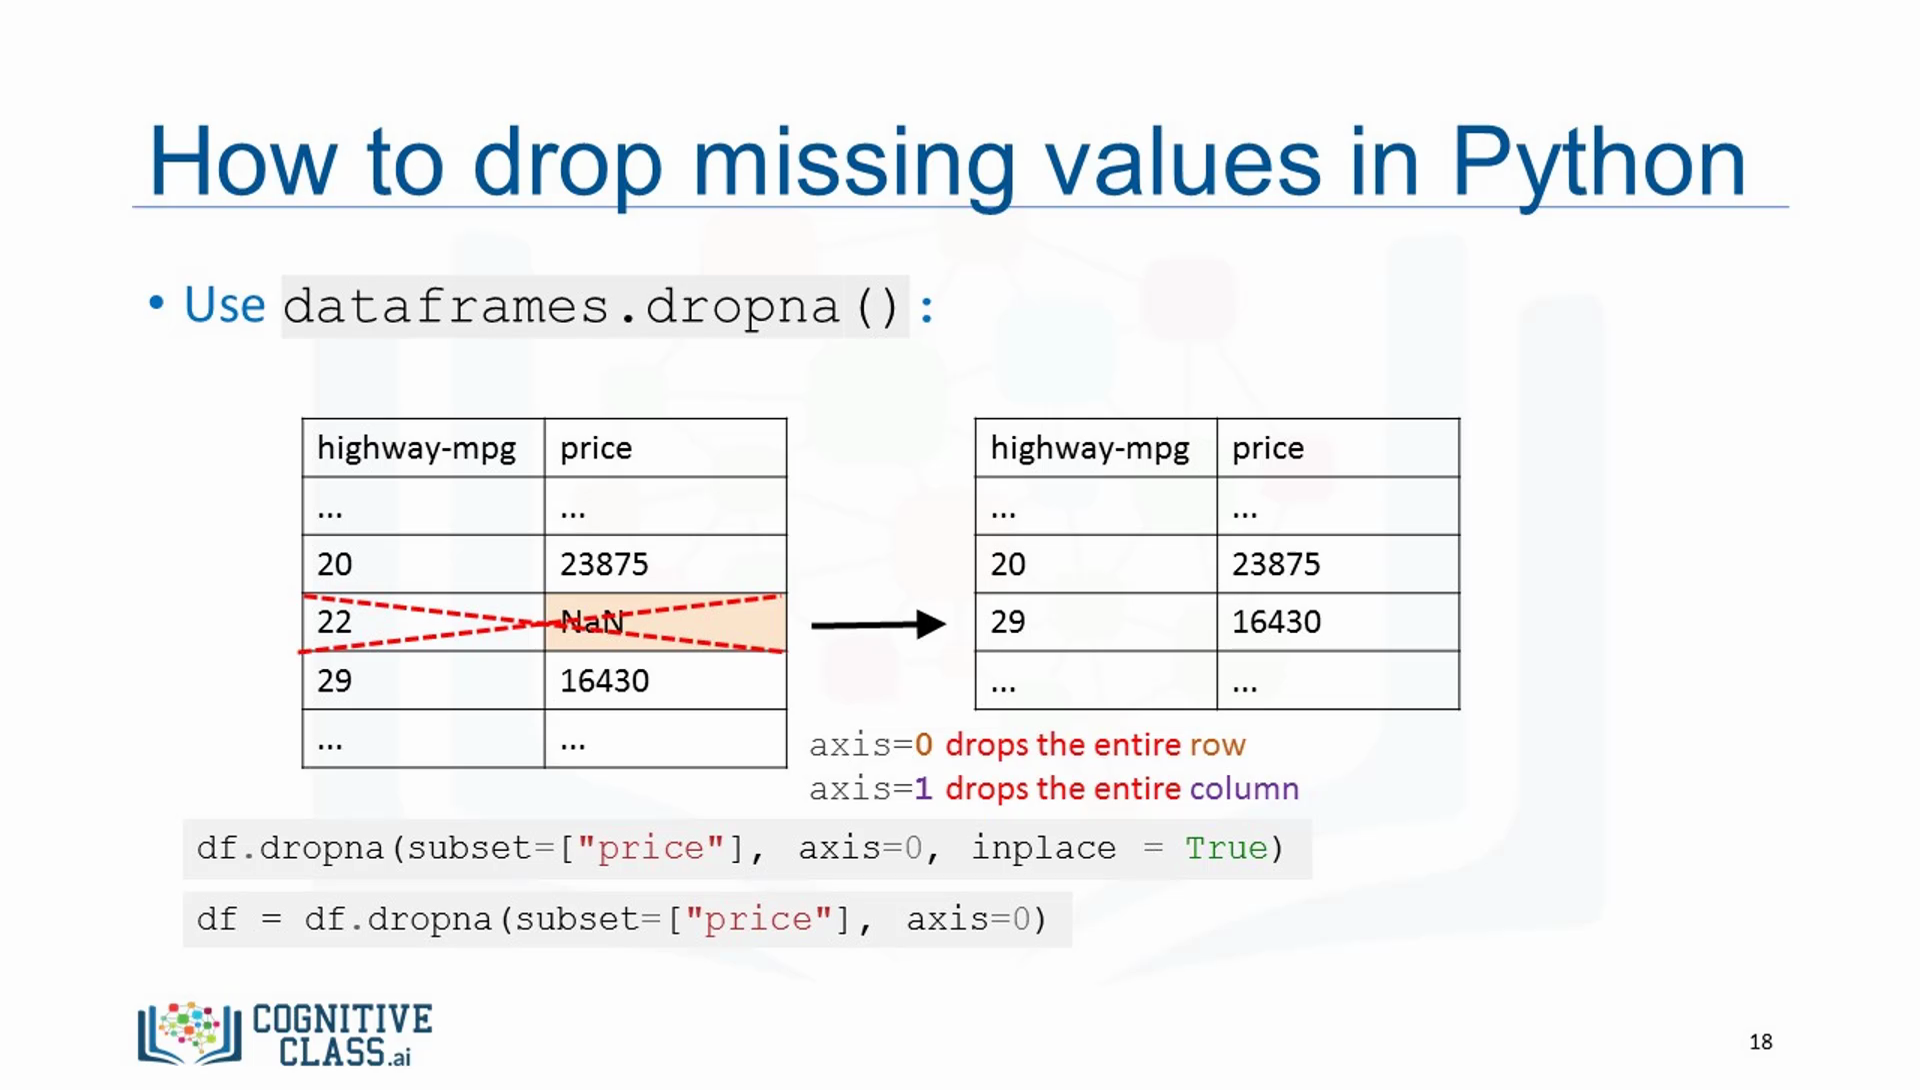 How to drop missing values in Python
• Use dataframes.dropna() :
highway-mpg price
... ...
20 23875
22 NaN
29 16430
... ...
highway-mpg price
... ...
20 23875
29 16430
... ...
axis=0 drops the entire row
axis=1 drops the entire column
df.dropna(subset=["price"], axis=0, inplace = True)
df = df.dropna(subset=["price"], axis=0)
COGNITIVE
CLASS.ai
18